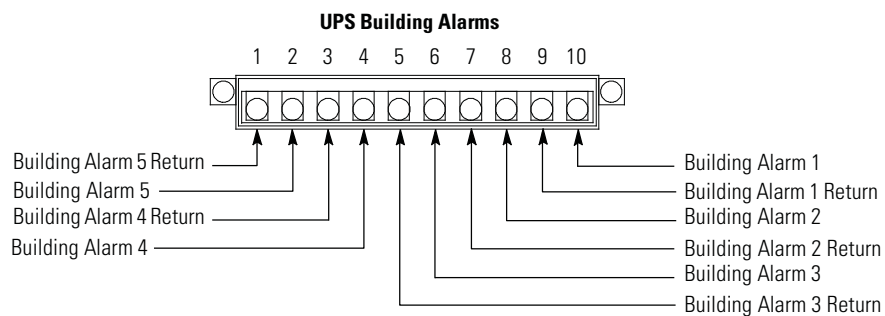 UPS Building Alarms
1 2 3 4 5 6 7 8 9 10
Building Alarm 5 Return
Building Alarm 5
Building Alarm 4 Return
Building Alarm 4
Building Alarm 1
Building Alarm 1 Return
Building Alarm 2
Building Alarm 2 Return
Building Alarm 3
Building Alarm 3 Return